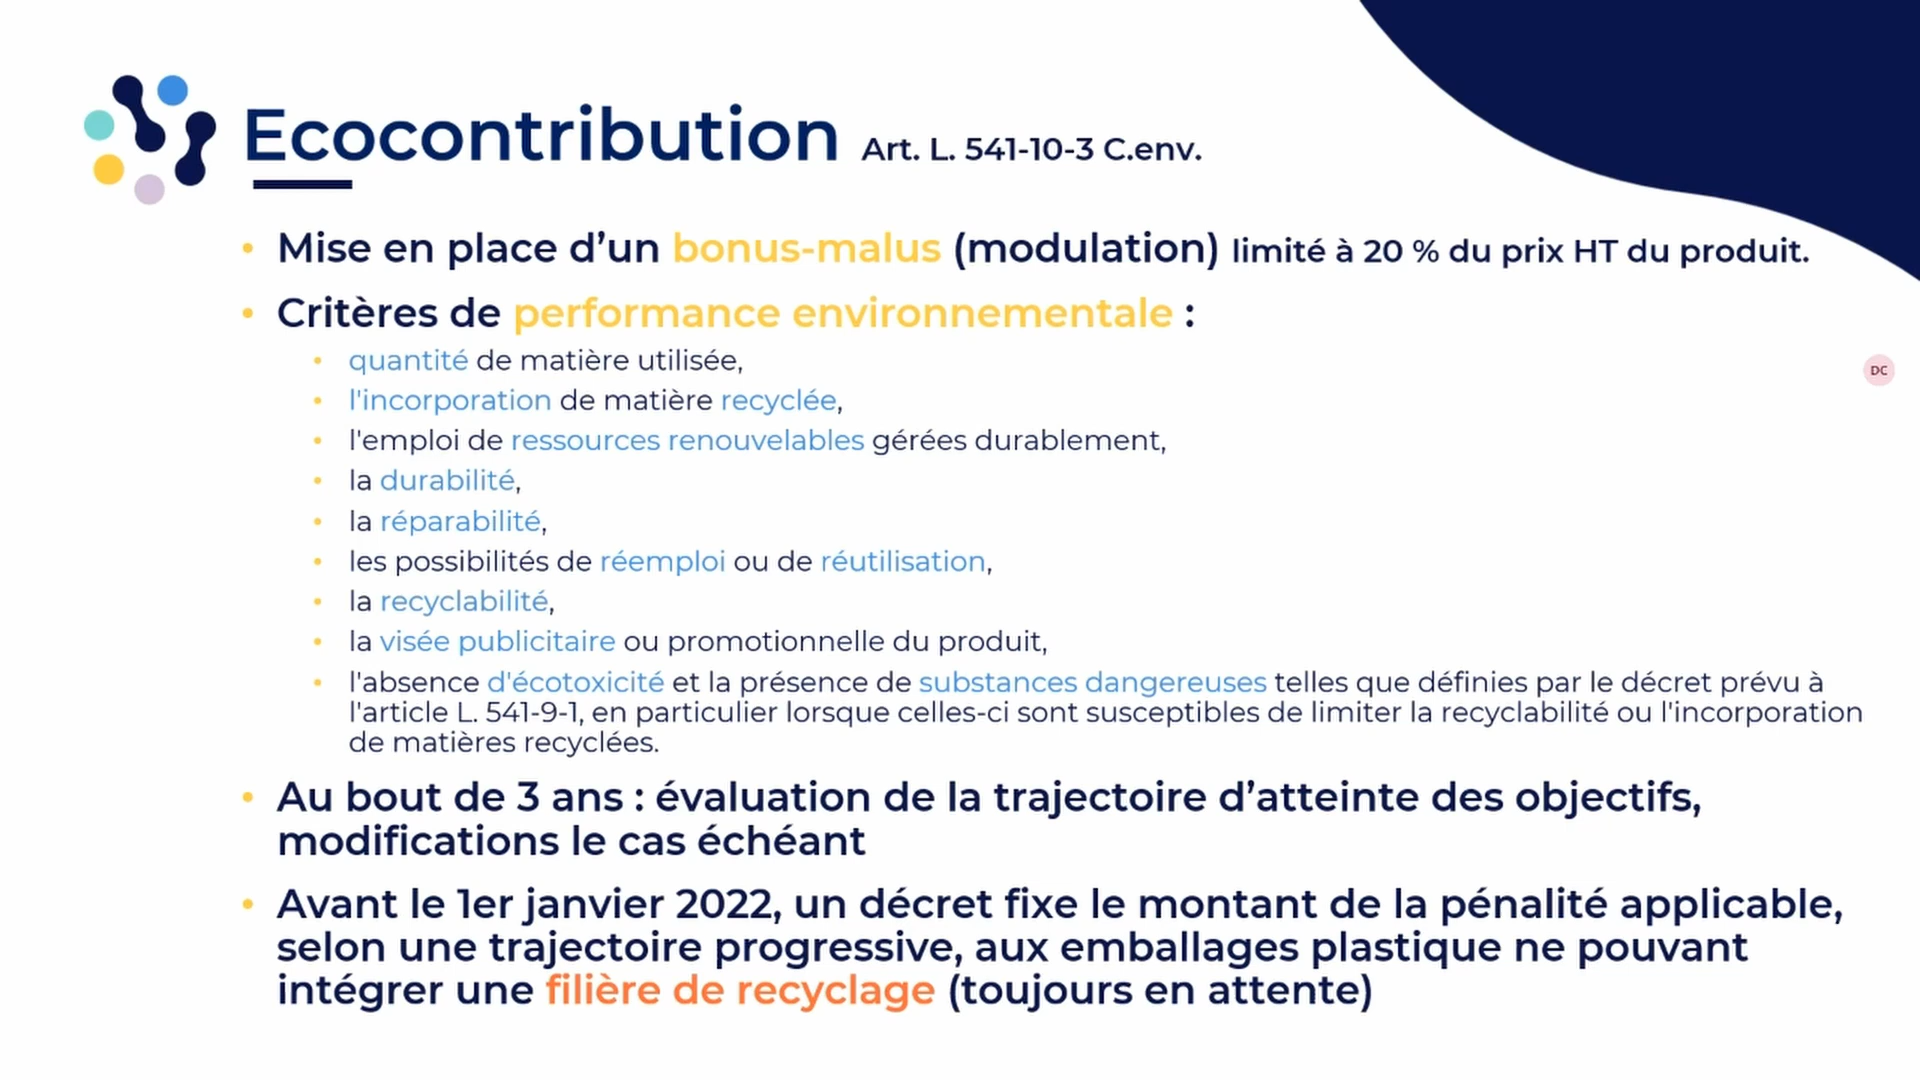 Ecocontribution Art. L. 541-10-3 C.env.
• Mise en place d’un bonus-malus (modulation) limité à 20 % du prix HT du produit.
• Critères de performance environnementale :
• quantité de matière utilisée,
• l'incorporation de matière recyclée,
• l'emploi de ressources renouvelables gérées durablement,
• la durabilité,
• la réparabilité,
• les possibilités de réemploi ou de réutilisation,
• la recyclabilité,
• la visée publicitaire ou promotionnelle du produit,
• l'absence d'écotoxicité et la présence de substances dangereuses telles que définies par le décret prévu à
l'article L. 541-9-1, en particulier lorsque celles-ci sont susceptibles de limiter la recyclabilité ou l'incorporation
de matières recyclées.
• Au bout de 3 ans : évaluation de la trajectoire d’atteinte des objectifs,
modifications le cas échéant
• Avant le 1er janvier 2022, un décret fixe le montant de la pénalité applicable,
selon une trajectoire progressive, aux emballages plastique ne pouvant
intégrer une filière de recyclage (toujours en attente)
DC